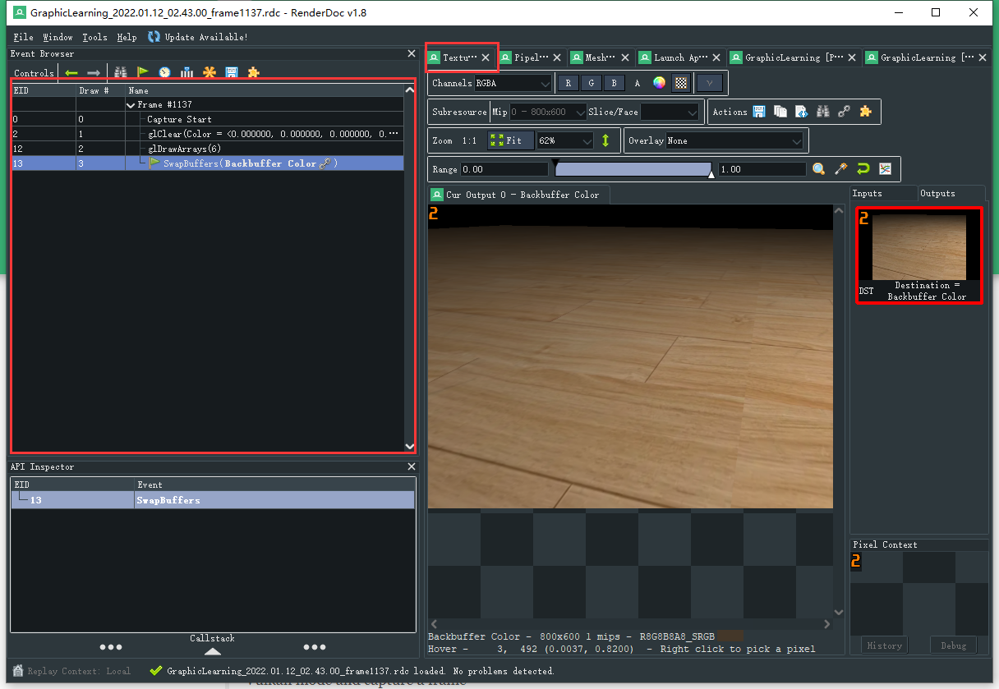 GraphicLearning_2022.01.12_02.43.00_frame1137.rdc - RenderDoc v1.8
File Window Tools Help Update Available!
Event Browser
Controls
EID Draw # Name
Frame #1137
0 0 Capture Start
2 1 glClear(Color = <0.000000, 0.000000, 0.000000, 0.···
12 2 glDrawArrays(6)
13 3 SwapBuffers(Backbuffer Color)
API Inspector
EID Event
13 SwapBuffers
Callstack
Textu··· Pipel··· Mesh··· Launch Ap··· GraphicLearning [P··· GraphicLearning [···
Channels RGBA R G B A γ
Subresource Mip 0 - 800x600 Slice/Face Actions
Zoom 1:1 Fit 62% Overlay None
Range 0.00 1.00
Cur Output 0 - Backbuffer Color
2
Inputs Outputs
2
DST Destination =
Backbuffer Color
Pixel Context
2
History Debug
Backbuffer Color - 800x600 1 mips - R8G8B8A8_SRGB
Hover - 3, 492 (0.0037, 0.8200) - Right click to pick a pixel
Replay Context: Local GraphicLearning_2022.01.12_02.43.00_frame1137.rdc loaded. No problems detected.
Vulkan mode and capture a frame